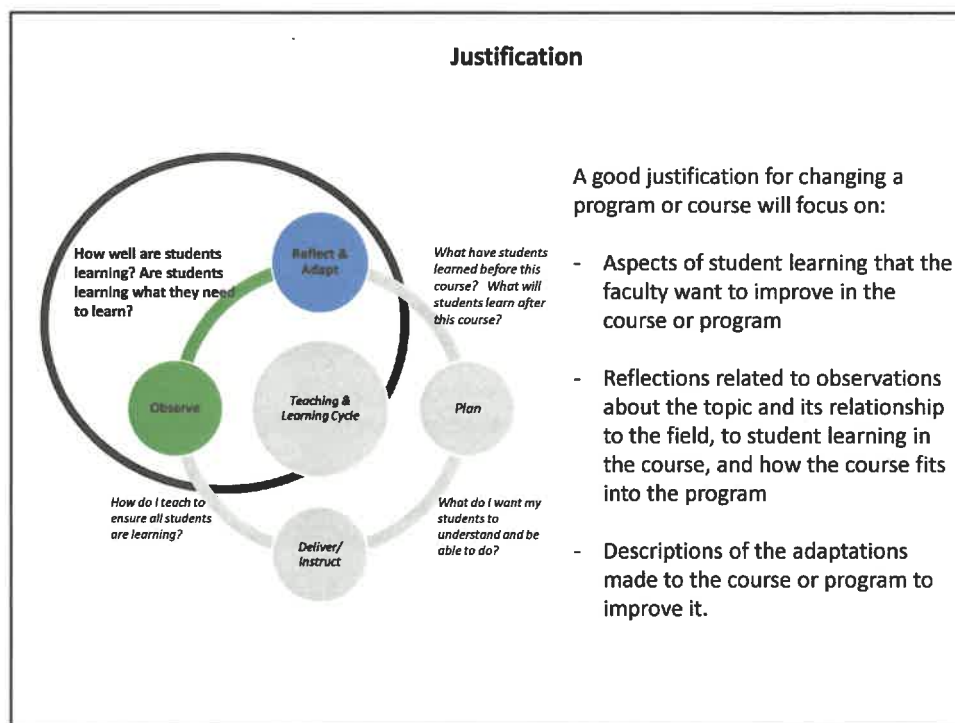 Justification
How well are students
learning? Are students
learning what they need
to learn?
Reflect &
Adapt
What have students
learned before this
course? What will
students learn after
this course?
Observe
Teaching &
Learning Cycle
Plan
How do I teach to
ensure all students
are learning?
Deliver/
Instruct
What do I want my
students to
understand and be
able to do?
A good justification for changing a
program or course will focus on:
- Aspects of student learning that the
faculty want to improve in the
course or program
- Reflections related to observations
about the topic and its relationship
to the field, to student learning in
the course, and how the course fits
into the program
- Descriptions of the adaptations
made to the course or program to
improve it.